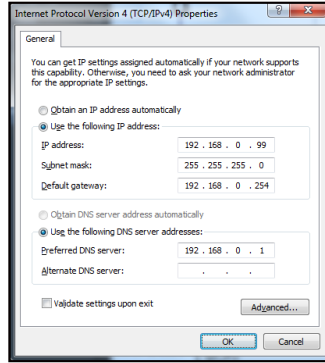 Internet Protocol Version 4 (TCP/IPv4) Properties
General
You can get IP settings assigned automatically if your network supports
this capability. Otherwise, you need to ask your network administrator
for the appropriate IP settings.
Obtain an IP address automatically
Use the following IP address:
IP address: 192 . 168 . 0 . 99
Subnet mask: 255 . 255 . 255 . 0
Default gateway: 192 . 168 . 0 . 254
Obtain DNS server address automatically
Use the following DNS server addresses:
Preferred DNS server: 192 . 168 . 0 . 1
Alternate DNS server: . . .
Validate settings upon exit
Advanced...
OK Cancel